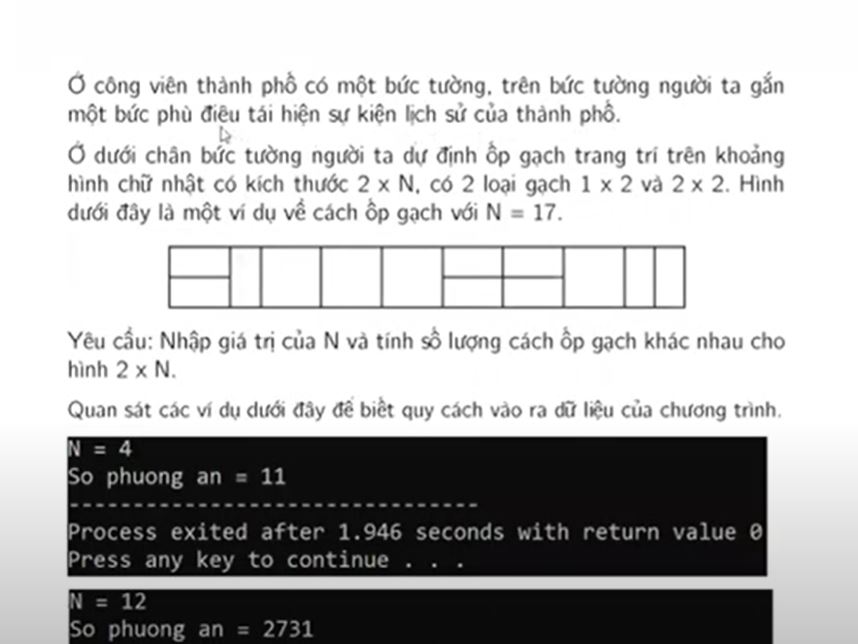 Ở công viên thành phố có một bức tường, trên bức tường người ta gắn
một bức phù điêu tái hiện sự kiện lịch sử của thành phố.
Ở dưới chân bức tường người ta dự định ốp gạch trang trí trên khoảng
hình chữ nhật có kích thước 2 x N, có 2 loại gạch 1 x 2 và 2 x 2. Hình
dưới đây là một ví dụ về cách ốp gạch với N = 17.
Yêu cầu: Nhập giá trị của N và tính số lượng cách ốp gạch khác nhau cho
hình 2 x N.
Quan sát các ví dụ dưới đây để biết quy cách vào ra dữ liệu của chương trình.
N = 4
So phuong an = 11
--------------------------------
Process exited after 1.946 seconds with return value 0
Press any key to continue . . .
N = 12
So phuong an = 2731